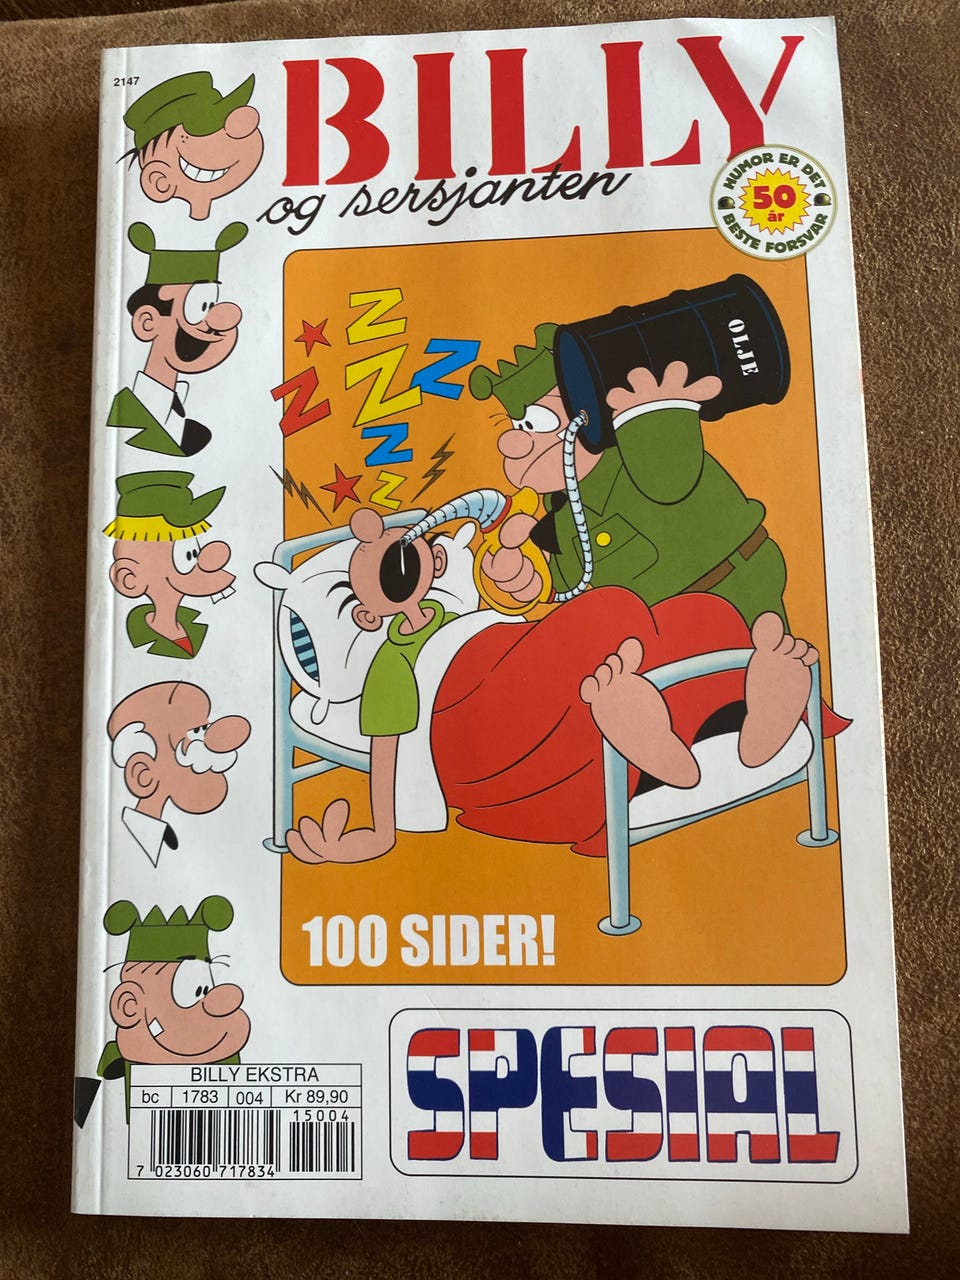 2147
BILLY
og sersjanten
HUMOR ER DET
50
år
BESTE FORSVAR
OLJE
Z
Z
Z
Z
Z
Z
100 SIDER!
SPESIAL
BILLY EKSTRA
bc 1783 004 Kr 89,90
15004
7 023060 717834